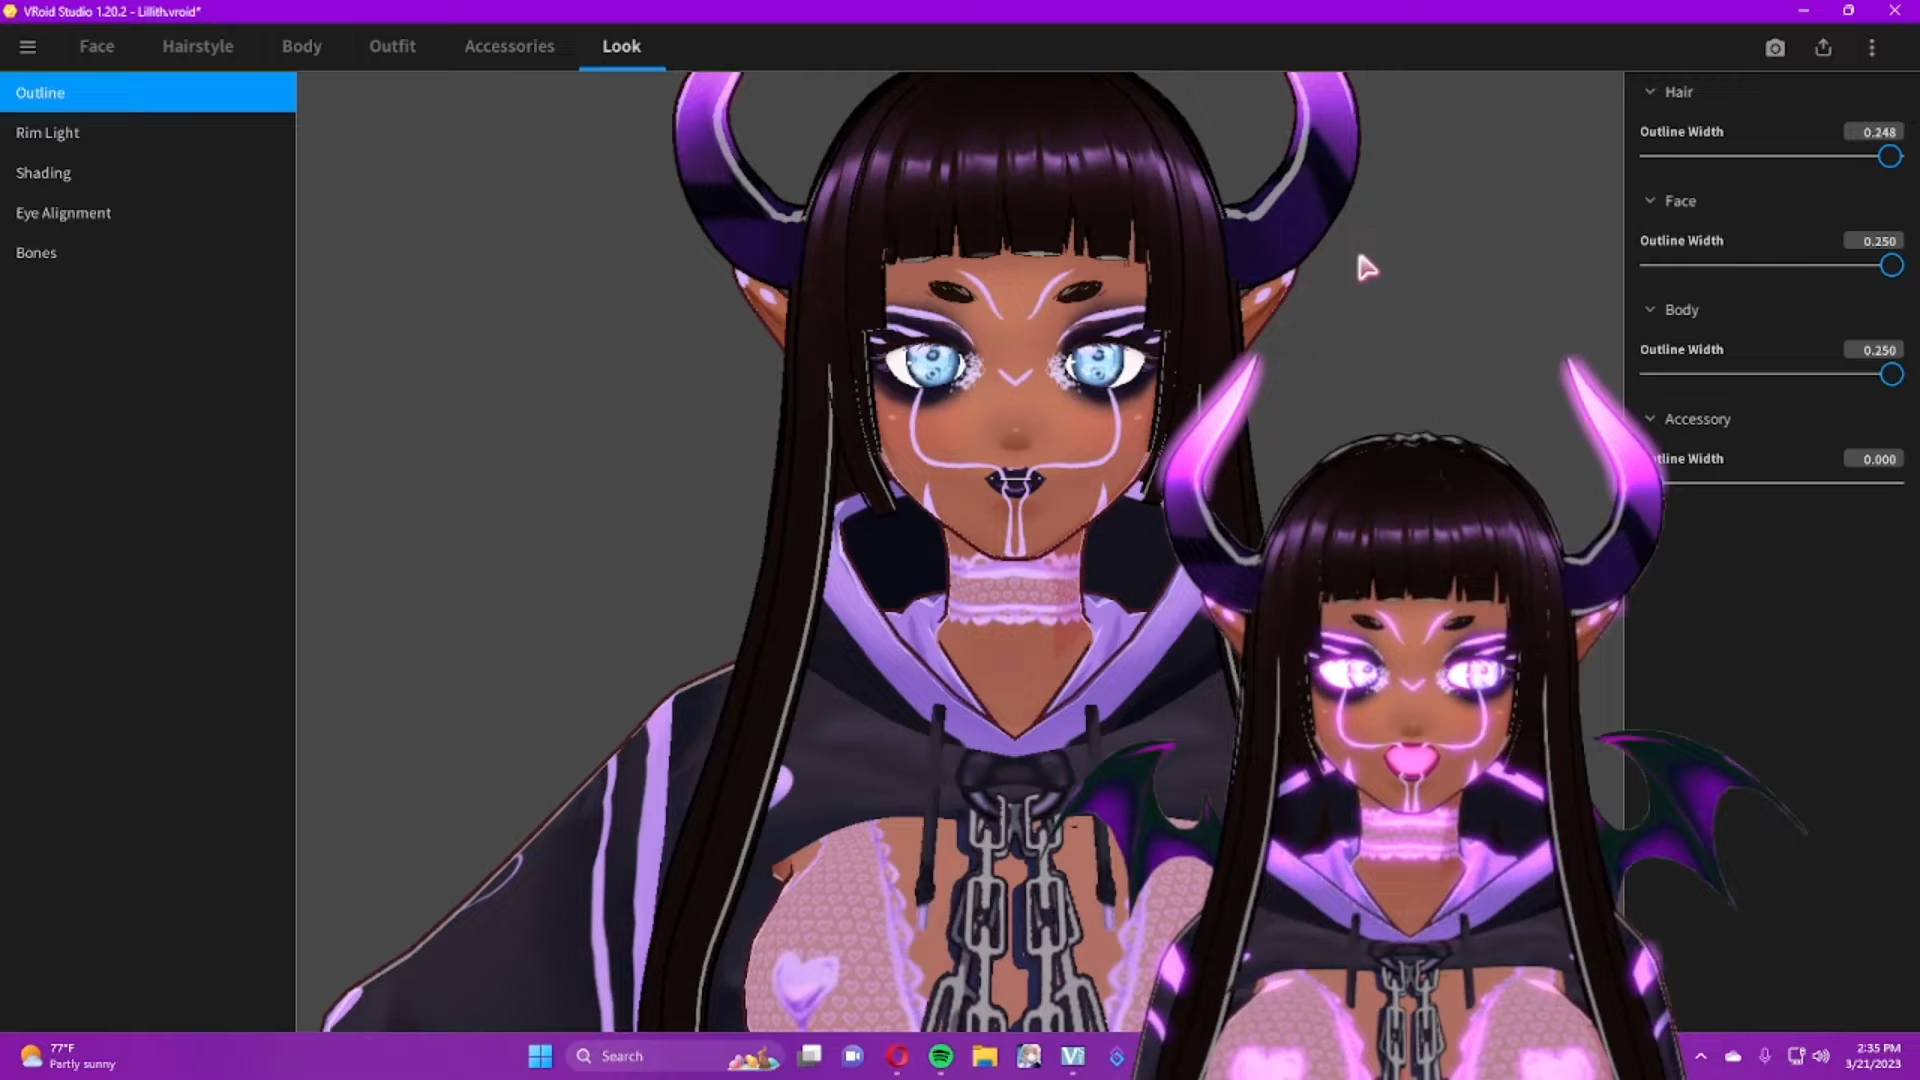 VRoid Studio 1.20.2 - Lillith.vroid*
Face Hairstyle Body Outfit Accessories Look
Outline
Rim Light
Shading
Eye Alignment
Bones
Hair
Outline Width 0.248
Face
Outline Width 0.250
Body
Outline Width 0.250
Accessory
tline Width 0.000
77°F
Partly sunny
Search
2:35 PM
3/21/2023